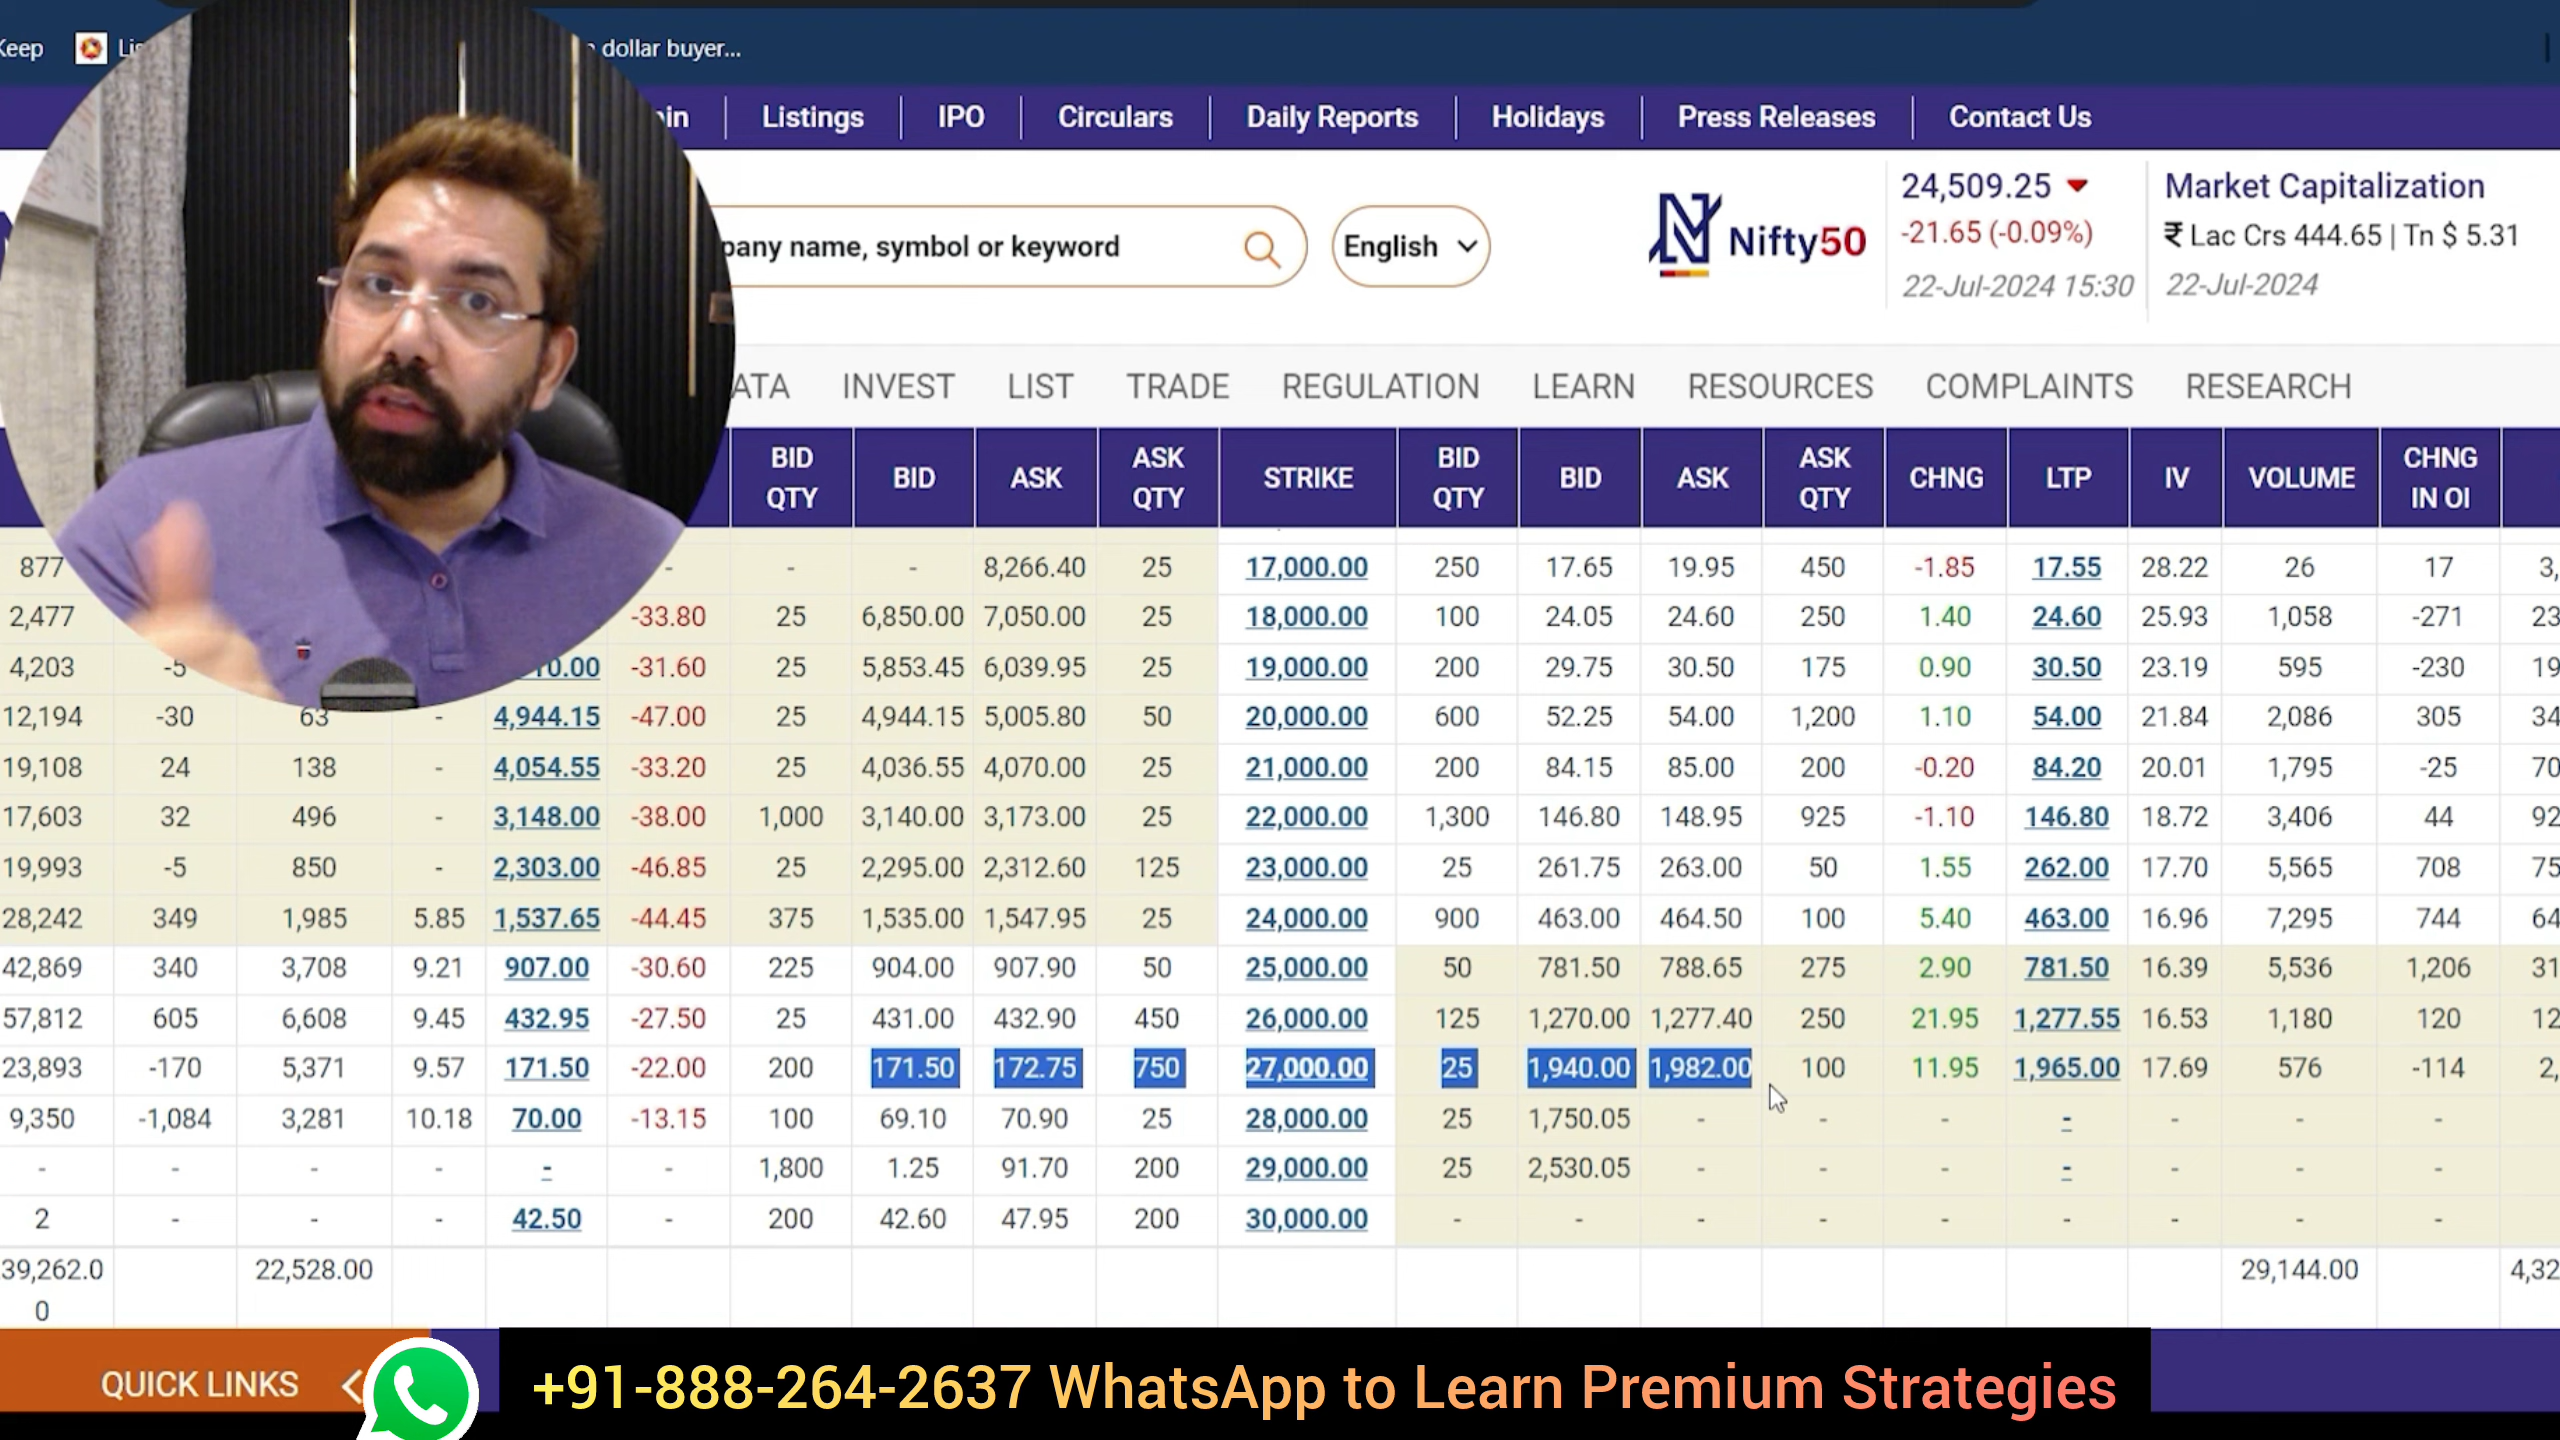 Keep
dollar buyer...
Listings IPO Circulars Daily Reports Holidays Press Releases Contact Us
name, symbol or keyword English
Nifty50
24,509.25
-21.65 (-0.09%)
22-Jul-2024 15:30
Market Capitalization
₹ Lac Crs 444.65 | Tn $ 5.31
22-Jul-2024
INVEST LIST TRADE REGULATION LEARN RESOURCES COMPLAINTS RESEARCH
BID QTY BID ASK ASK QTY STRIKE BID QTY BID ASK ASK QTY CHNG LTP IV VOLUME CHNG IN OI
877 - - - 8,266.40 25 17,000.00 250 17.65 19.95 450 -1.85 17.55 28.22 26 17 3,
2,477 -33.80 25 6,850.00 7,050.00 25 18,000.00 100 24.05 24.60 250 1.40 24.60 25.93 1,058 -271 23
4,203 -5 -31.60 25 5,853.45 6,039.95 25 19,000.00 200 29.75 30.50 175 0.90 30.50 23.19 595 -230 19
12,194 -30 63 - 4,944.15 -47.00 25 4,944.15 5,005.80 50 20,000.00 600 52.25 54.00 1,200 1.10 54.00 21.84 2,086 305 34
19,108 24 138 - 4,054.55 -33.20 25 4,036.55 4,070.00 25 21,000.00 200 84.15 85.00 200 -0.20 84.20 20.01 1,795 -25 70
17,603 32 496 - 3,148.00 -38.00 1,000 3,140.00 3,173.00 25 22,000.00 1,300 146.80 148.95 925 -1.10 146.80 18.72 3,406 44 92
19,993 -5 850 - 2,303.00 -46.85 25 2,295.00 2,312.60 125 23,000.00 25 261.75 263.00 50 1.55 262.00 17.70 5,565 708 75
28,242 349 1,985 5.85 1,537.65 -44.45 375 1,535.00 1,547.95 25 24,000.00 900 463.00 464.50 100 5.40 463.00 16.96 7,295 744 64
42,869 340 3,708 9.21 907.00 -30.60 225 904.00 907.90 50 25,000.00 50 781.50 788.65 275 2.90 781.50 16.39 5,536 1,206 31
57,812 605 6,608 9.45 432.95 -27.50 25 431.00 432.90 450 26,000.00 125 1,270.00 1,277.40 250 21.95 1,277.55 16.53 1,180 120 12
23,893 -170 5,371 9.57 171.50 -22.00 200 171.50 172.75 750 27,000.00 25 1,940.00 1,982.00 100 11.95 1,965.00 17.69 576 -114 2,
9,350 -1,084 3,281 10.18 70.00 -13.15 100 69.10 70.90 25 28,000.00 25 1,750.05 - - - - - - -
- - - - - - 1,800 1.25 91.70 200 29,000.00 25 2,530.05 - - - - - - -
2 - - - 42.50 - 200 42.60 47.95 200 30,000.00 - - - - - - - - -
39,262.0 22,528.00 29,144.00 4,32
0
QUICK LINKS
+91-888-264-2637 WhatsApp to Learn Premium Strategies